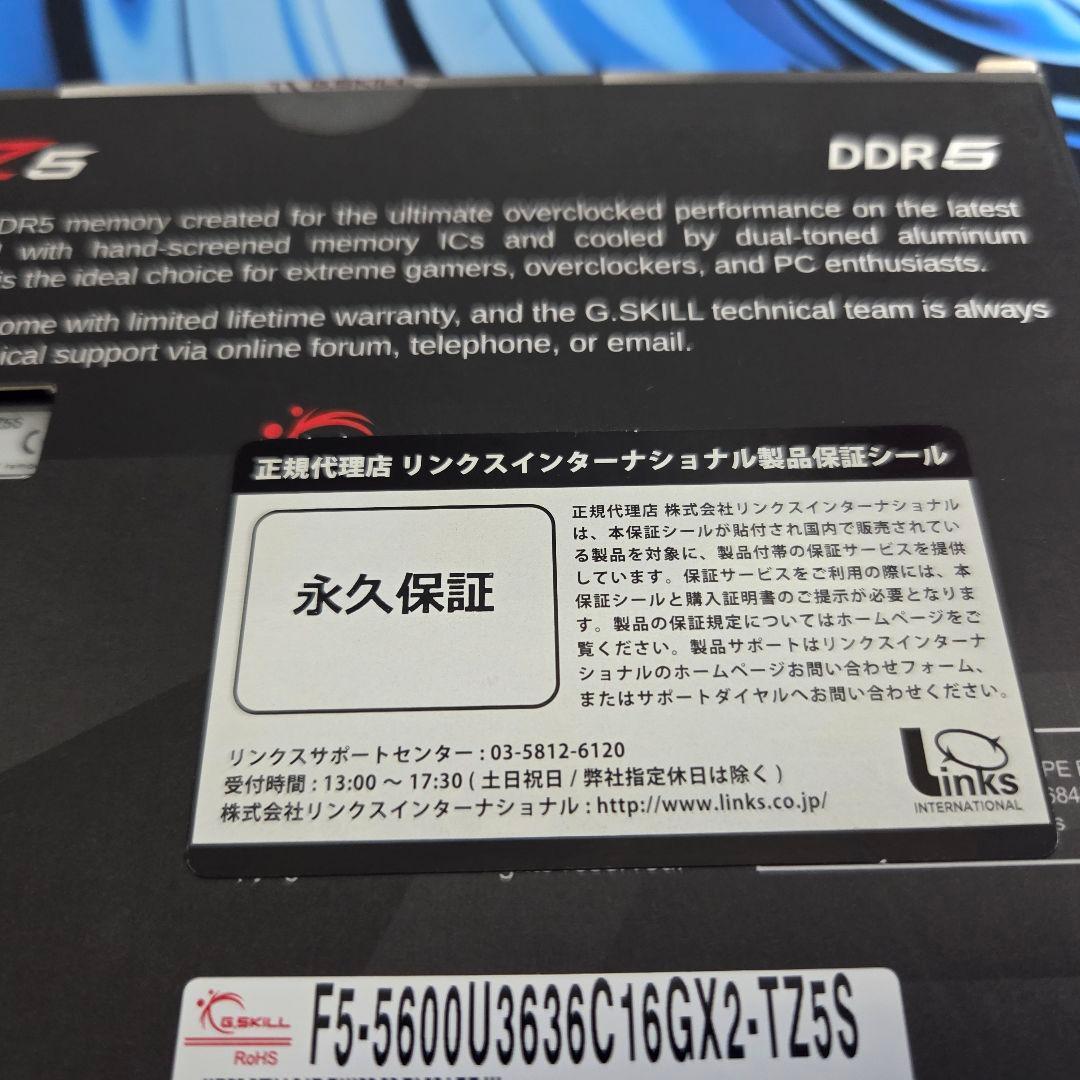 G.SKILL
Z5
DDR5
DDR5 memory created for the ultimate overclocked performance on the latest
with hand-screened memory ICs and cooled by dual-toned aluminum
is the ideal choice for extreme gamers, overclockers, and PC enthusiasts.
ome with limited lifetime warranty, and the G.SKILL technical team is always
ical support via online forum, telephone, or email.
正規代理店 リンクスインターナショナル製品保証シール
永久保証
正規代理店 株式会社リンクスインターナショナル
は、本保証シールが貼付され国内で販売されてい
る製品を対象に、製品付帯の保証サービスを提供
しています。保証サービスをご利用の際には、本
保証シールと購入証明書のご提示が必要となりま
す。製品の保証規定についてはホームページをご
覧ください。製品サポートはリンクスインターナ
ショナルのホームページお問い合わせフォーム、
またはサポートダイヤルへお問い合わせください。
リンクスサポートセンター : 03-5812-6120
受付時間 : 13:00 ～ 17:30 ( 土日祝日 / 弊社指定休日は除く )
株式会社リンクスインターナショナル : http://www.links.co.jp/
Links
INTERNATIONAL
G.SKILL
RoHS
F5-5600U3636C16GX2-TZ5S